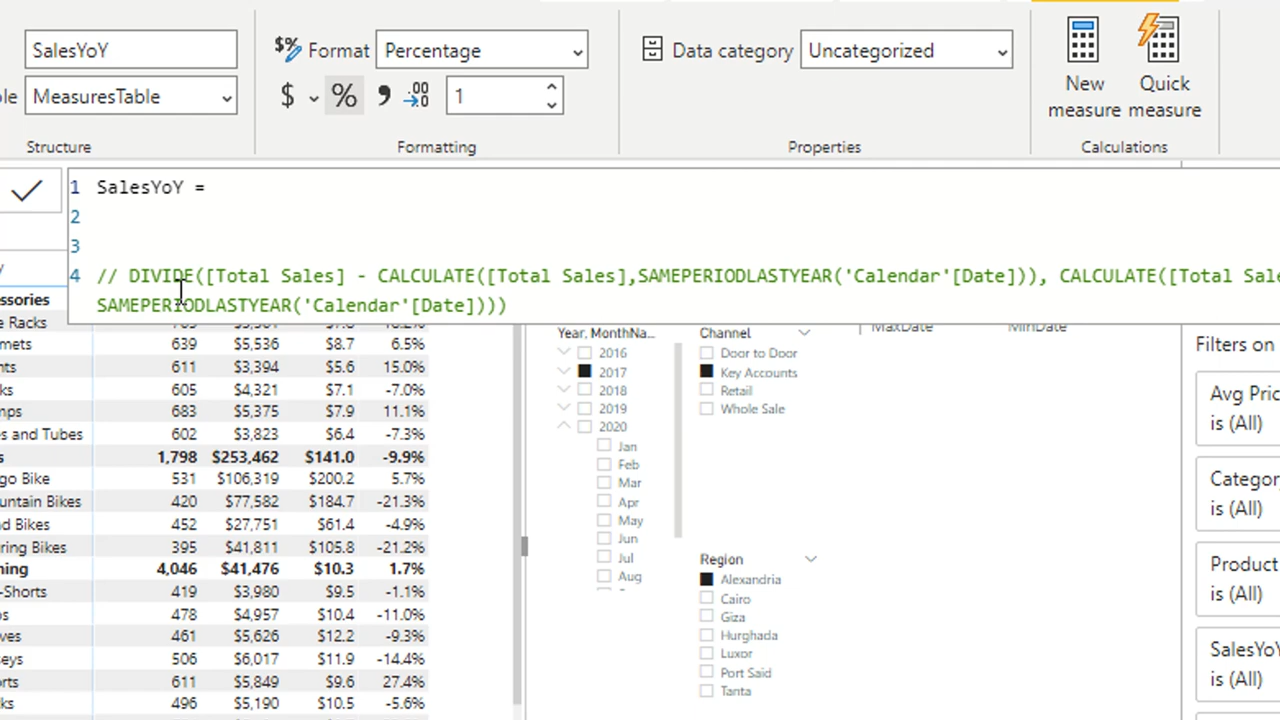 SalesYoY
Format
Percentage
Data category
Uncategorized
MeasuresTable
$
%
,
.00
.0
1
New
measure
Quick
measure
Structure
Formatting
Properties
Calculations
1 SalesYoY =
2
3
4 // DIVIDE([Total Sales] - CALCULATE([Total Sales],SAMEPERIODLASTYEAR('Calendar'[Date])), CALCULATE([Total Sale
SAMEPERIODLASTYEAR('Calendar'[Date])))
ssories
e Racks
mets 639 $5,536 $8.7 6.5%
nts 611 $3,394 $5.6 15.0%
ks 605 $4,321 $7.1 -7.0%
mps 683 $5,375 $7.9 11.1%
es and Tubes 602 $3,823 $6.4 -7.3%
s 1,798 $253,462 $141.0 -9.9%
go Bike 531 $106,319 $200.2 5.7%
untain Bikes 420 $77,582 $184.7 -21.3%
ad Bikes 452 $27,751 $61.4 -4.9%
ring Bikes 395 $41,811 $105.8 -21.2%
hing 4,046 $41,476 $10.3 1.7%
-Shorts 419 $3,980 $9.5 -1.1%
os 478 $4,957 $10.4 -11.0%
ves 461 $5,626 $12.2 -9.3%
seys 506 $6,017 $11.9 -14.4%
orts 611 $5,849 $9.6 27.4%
ks 496 $5,190 $10.5 -5.6%
Year, MonthNa...
2016
2017
2018
2019
2020
Jan
Feb
Mar
Apr
May
Jun
Jul
Aug
Channel
Door to Door
Key Accounts
Retail
Whole Sale
MaxDate
MinDate
Region
Alexandria
Cairo
Giza
Hurghada
Luxor
Port Said
Tanta
Filters on
Avg Pric
is (All)
Category
is (All)
Product
is (All)
SalesYoY
is (All)